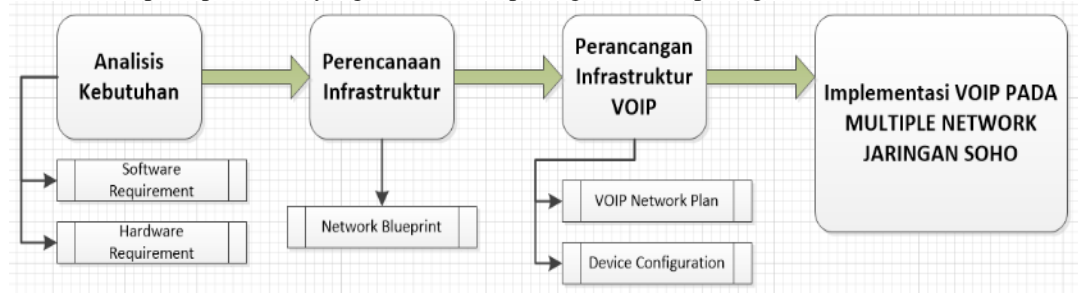 Analisis
Kebutuhan
Software
Requirement
Hardware
Requirement
Perencanaan
Infrastruktur
Network Blueprint
Perancangan
Infrastruktur
VOIP
VOIP Network Plan
Device Configuration
Implementasi VOIP PADA
MULTIPLE NETWORK
JARINGAN SOHO